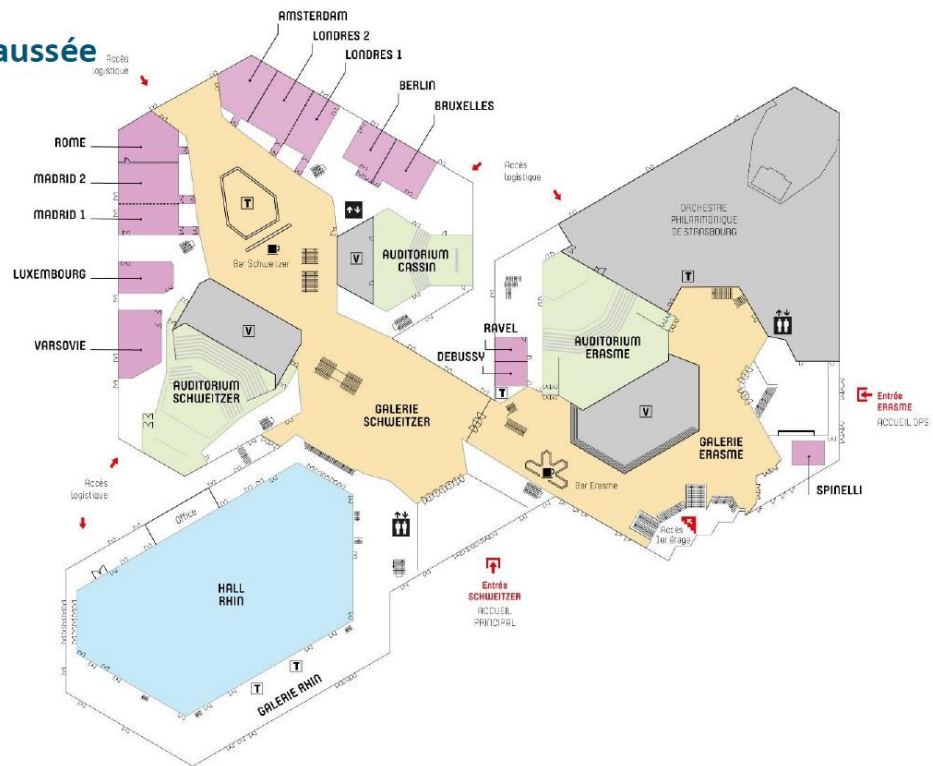 aussée
Accès
logistique
AMSTERDAM
LONDRES 2
LONDRES 1
BERLIN
BRUXELLES
ROME
MADRID 2
MADRID 1
LUXEMBOURG
VARSOVIE
T
Bar Schweitzer
V
AUDITORIUM
CASSIN
Accès
logistique
ORCHESTRE
PHILARMONIQUE
DE STRASBOURG
T
V
AUDITORIUM
SCHWEITZER
RAVEL
DEBUSSY
T
AUDITORIUM
ERASME
V
GALERIE
SCHWEITZER
GALERIE
ERASME
Entrée
ERASME
ACCUEIL OPS
SPINELLI
Bar Erasme
Accès
1er étage
Accès
logistique
Office
HALL
RHIN
Entrée
SCHWEITZER
ACCUEIL
PRINCIPAL
T
T
GALERIE RHIN